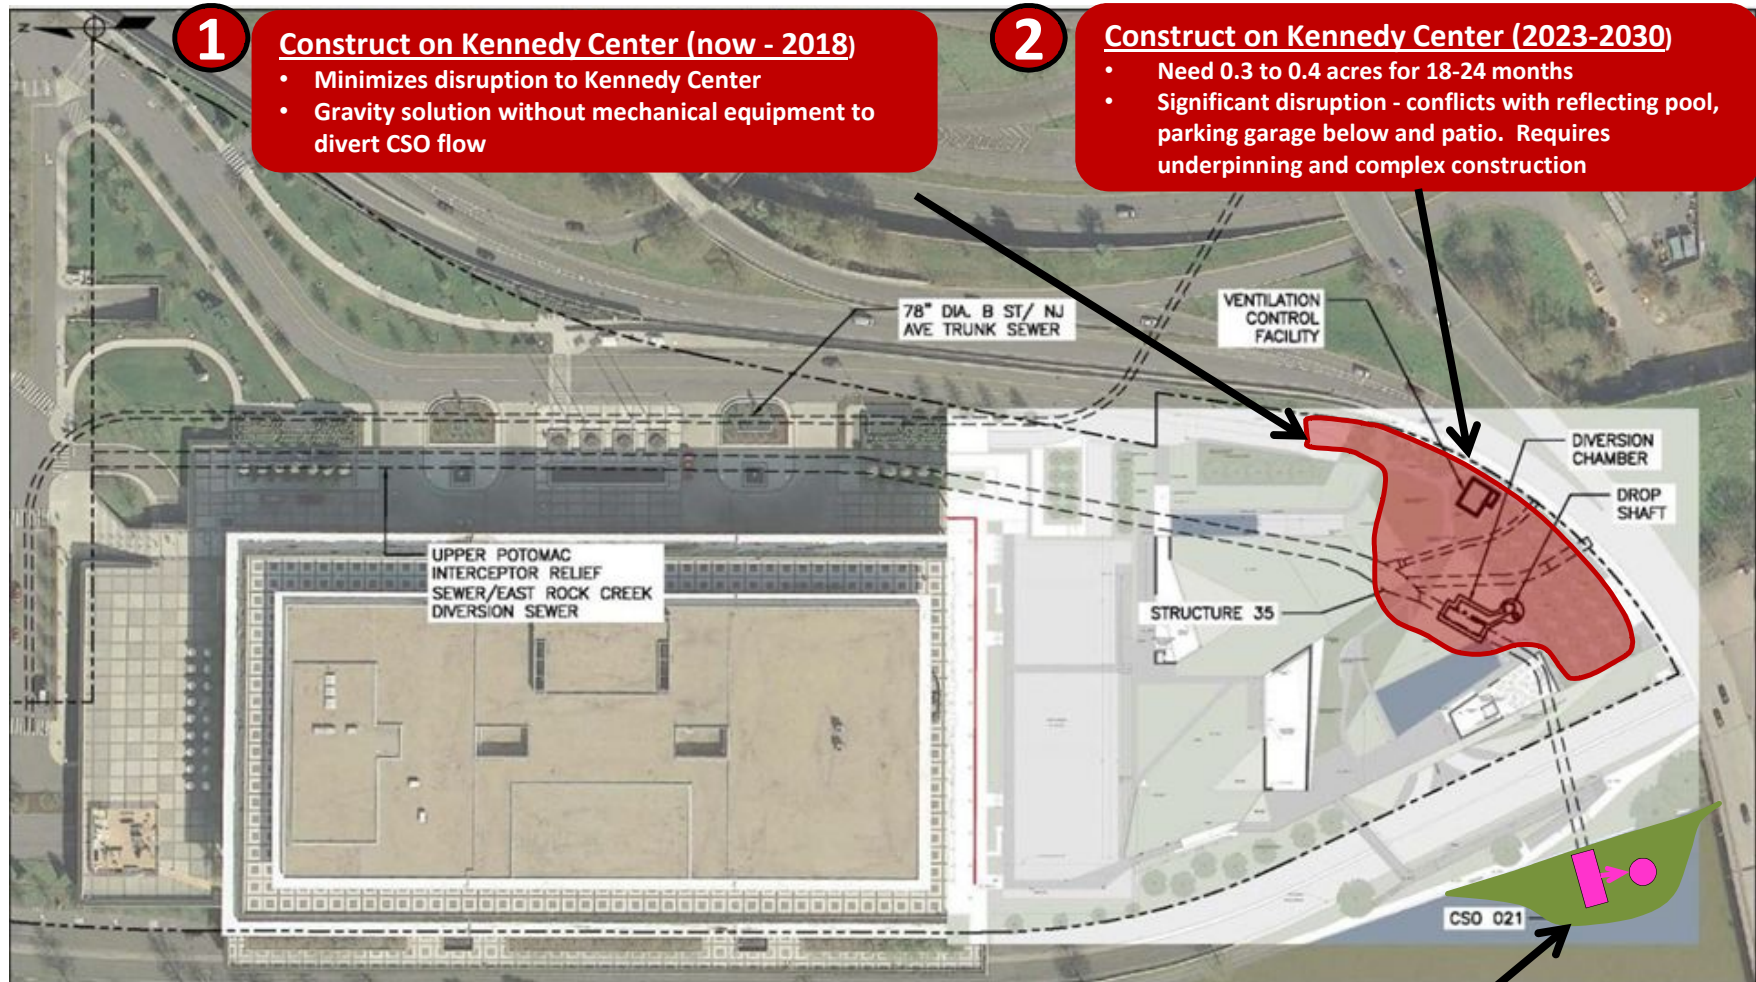 1
Construct on Kennedy Center (now - 2018)
• Minimizes disruption to Kennedy Center
• Gravity solution without mechanical equipment to
divert CSO flow
2
Construct on Kennedy Center (2023-2030)
• Need 0.3 to 0.4 acres for 18-24 months
• Significant disruption - conflicts with reflecting pool,
parking garage below and patio.  Requires
underpinning and complex construction
N
78" DIA. B ST/ NJ
AVE TRUNK SEWER
VENTILATION
CONTROL
FACILITY
DIVERSION
CHAMBER
DROP
SHAFT
UPPER POTOMAC
INTERCEPTOR RELIEF
SEWER/EAST ROCK CREEK
DIVERSION SEWER
STRUCTURE 35
CSO 021